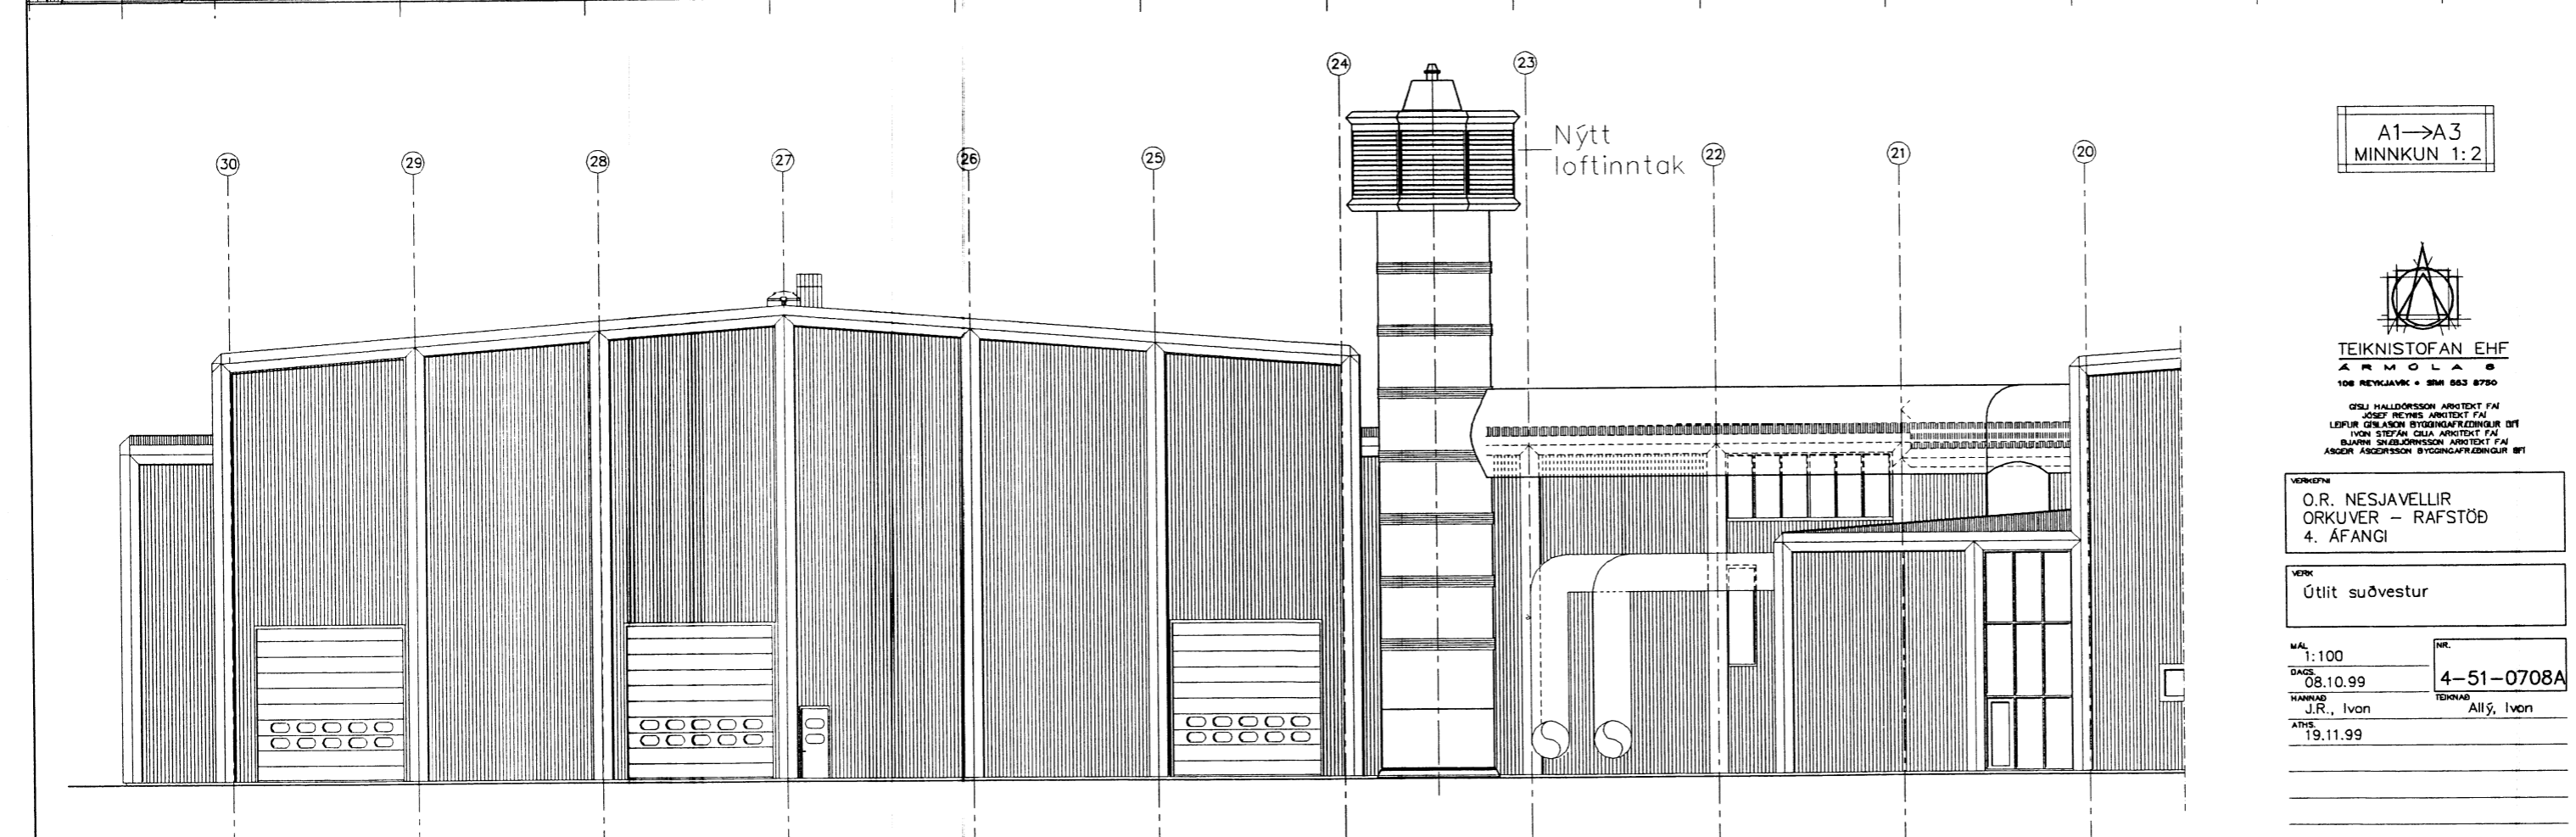 30
29
28
27
26
25
24
23
22
21
20
Nýtt
loftinntak
A1→A3
MINNKUN 1:2
TEIKNISTOFAN EHF
ÁRMÚLA 6
108 REYKJAVÍK • SÍMI 553 8750
GÍSLI HALLDÓRSSON ARKITEKT FAÍ
JÓSEF REYNIS ARKITEKT FAÍ
LEIFUR GÍSLASON BYGGINGAFRÆÐINGUR BFÍ
IVON STEFÁN CILIA ARKITEKT FAÍ
BJARNI SNÆBJÖRNSSON ARKITEKT FAÍ
ÁSGEIR ÁSGEIRSSON BYGGINGAFRÆÐINGUR BFÍ
VERKEFNI
O.R. NESJAVELLIR
ORKUVER – RAFSTÖÐ
4. ÁFANGI
VERK
Útlit suðvestur
MÁL
1:100
NR.
4-51-0708A
DAGS.
08.10.99
HANNAÐ
J.R., Ivon
TEIKNAÐ
Allý, Ivon
ATHS.
19.11.99